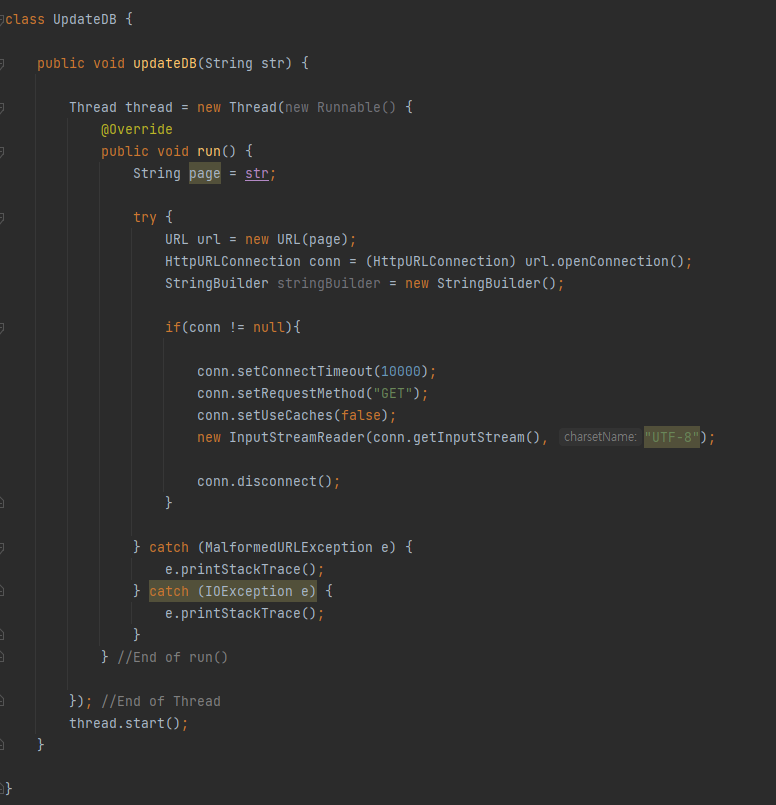 class UpdateDB {
public void updateDB(String str) {
Thread thread = new Thread(new Runnable() {
@Override
public void run() {
String page = str;
try {
URL url = new URL(page);
HttpURLConnection conn = (HttpURLConnection) url.openConnection();
StringBuilder stringBuilder = new StringBuilder();
if(conn != null){
conn.setConnectTimeout(10000);
conn.setRequestMethod("GET");
conn.setUseCaches(false);
new InputStreamReader(conn.getInputStream(), charsetName: "UTF-8");
conn.disconnect();
}
} catch (MalformedURLException e) {
e.printStackTrace();
} catch (IOException e) {
e.printStackTrace();
}
} //End of run()
}); //End of Thread
thread.start();
}
}